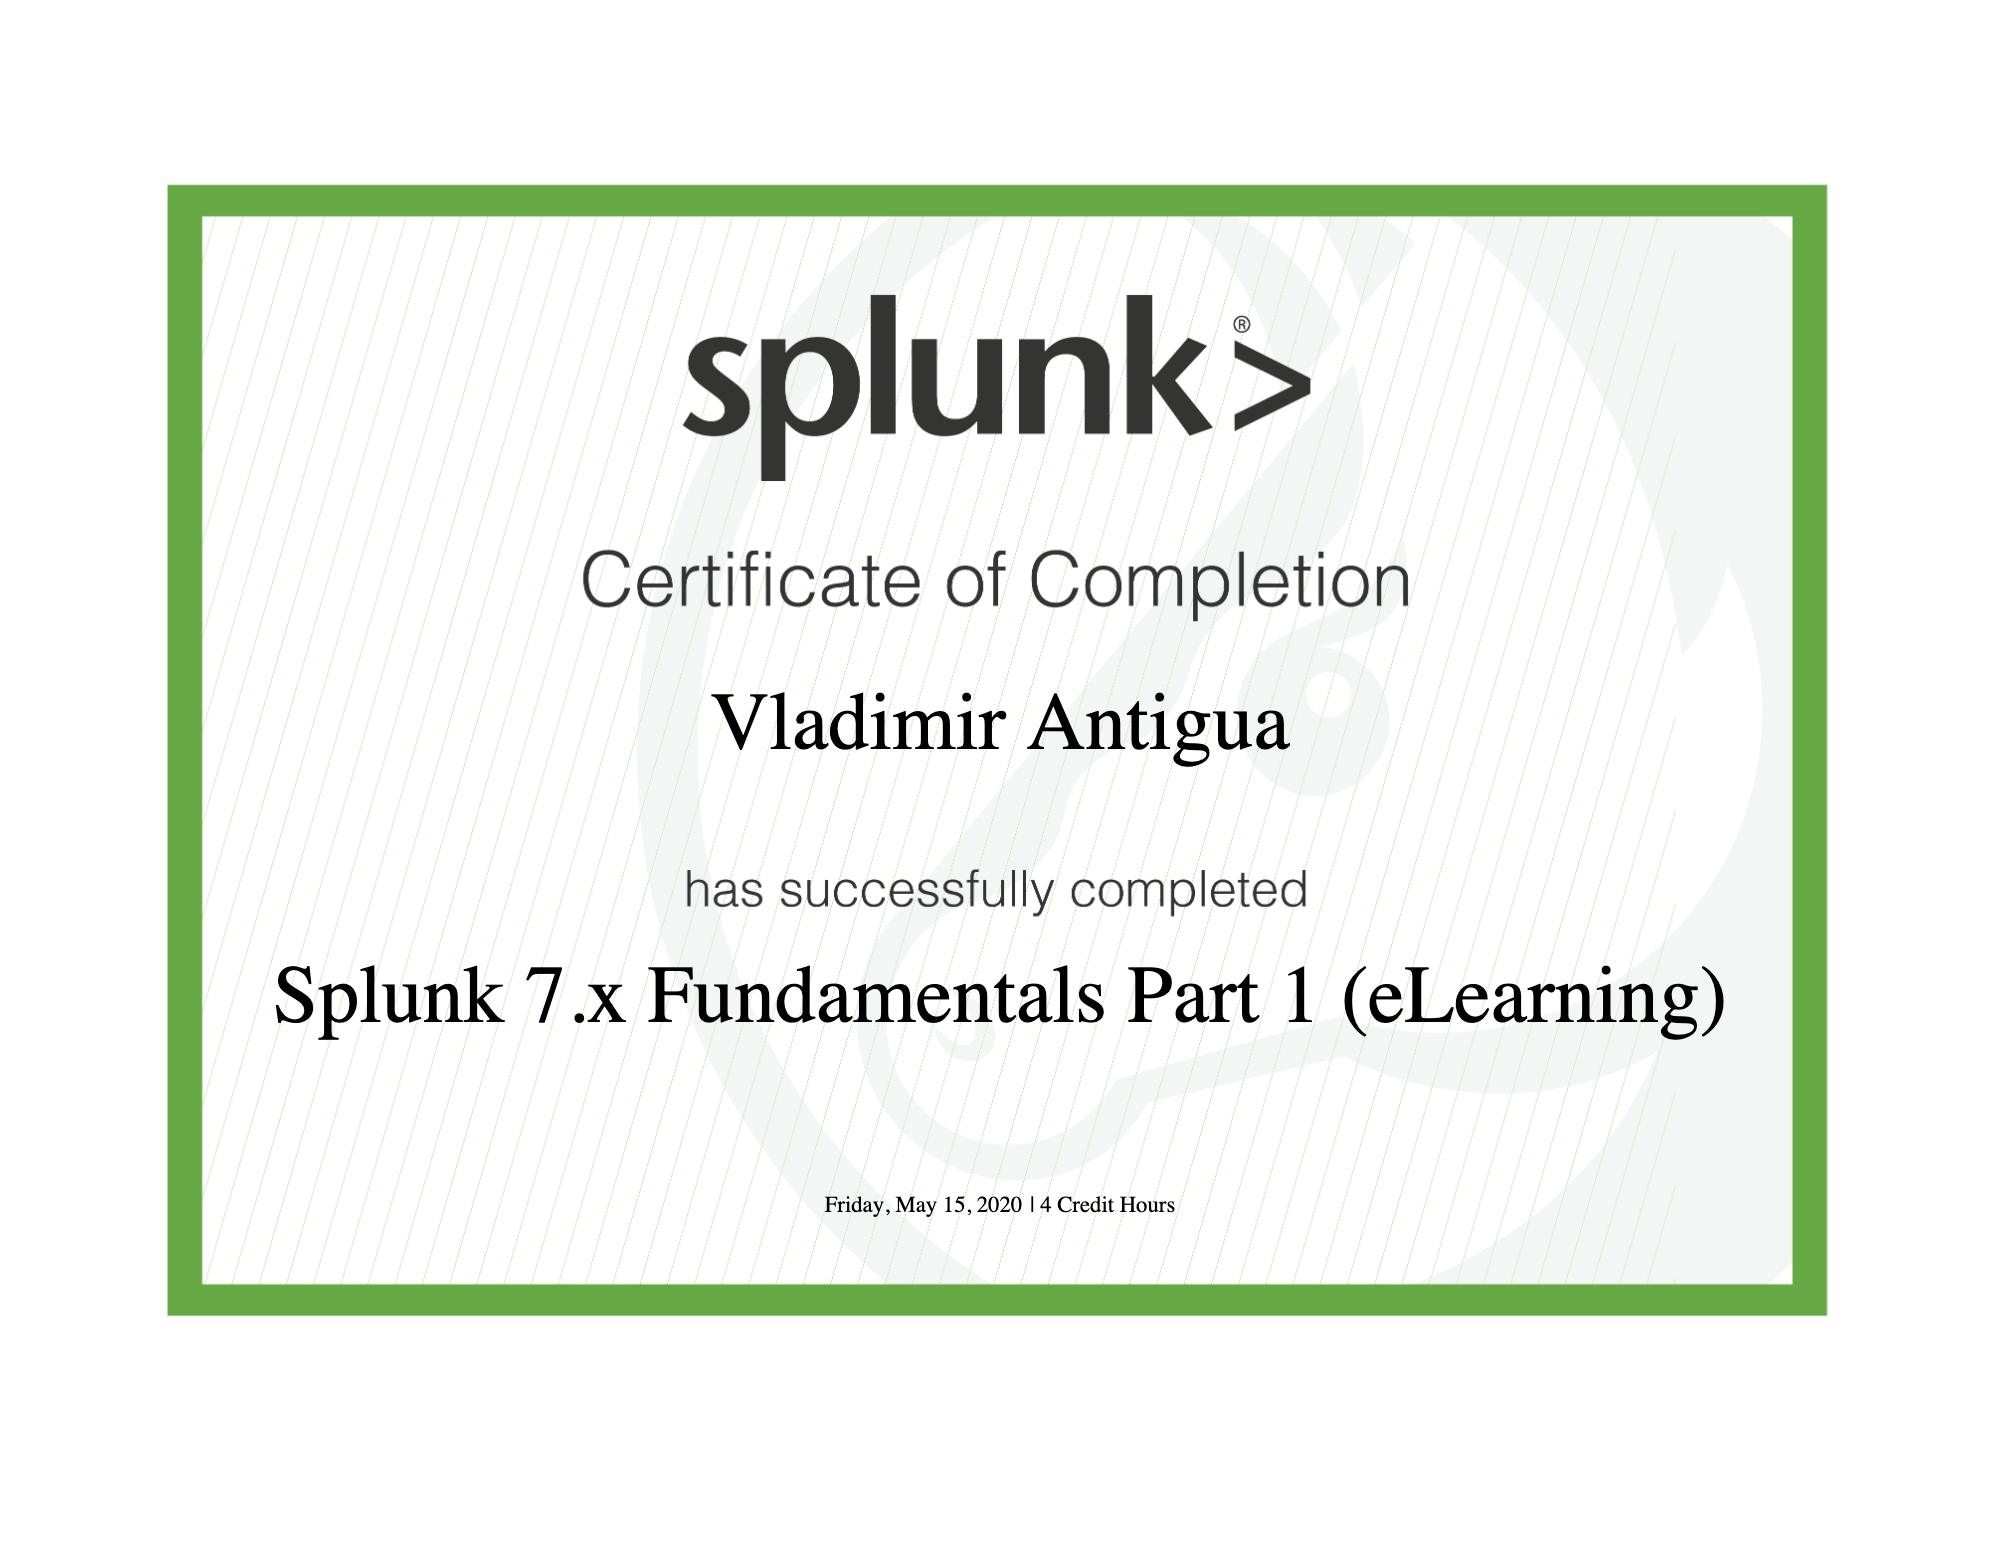 splunk>®
Certificate of Completion
Vladimir Antigua
has successfully completed
Splunk 7.x Fundamentals Part 1 (eLearning)
Friday, May 15, 2020 | 4 Credit Hours